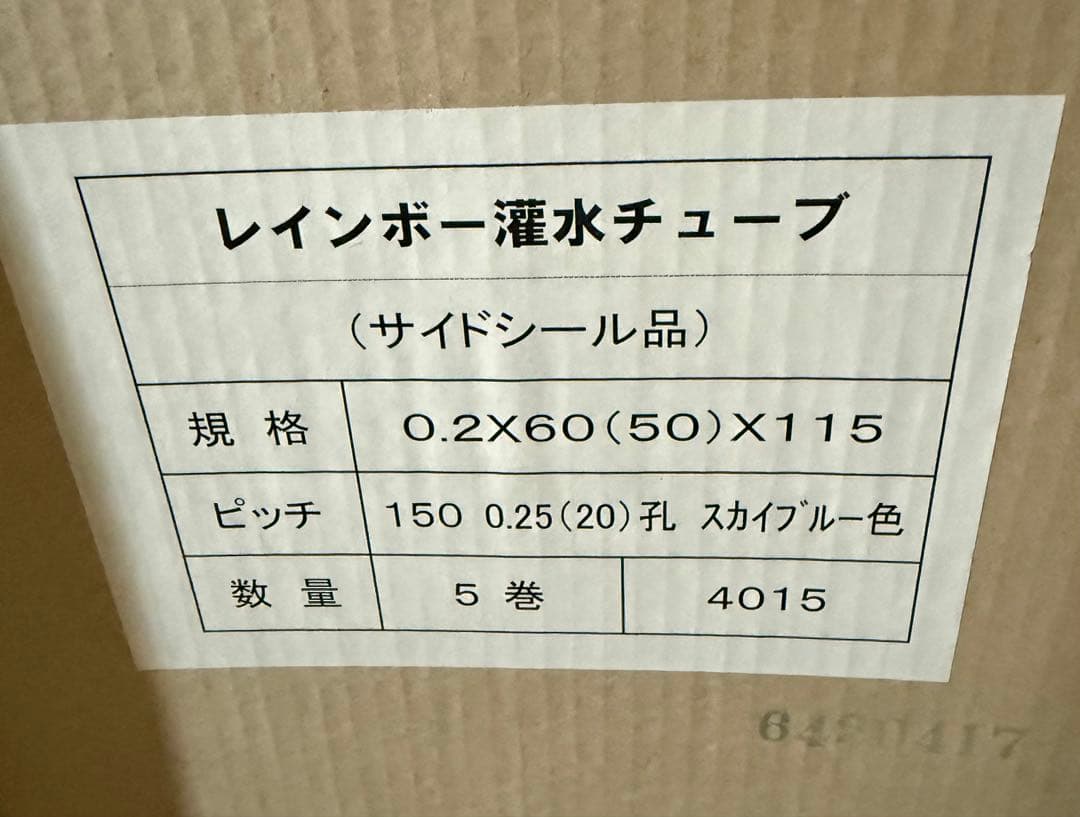 レインボー灌水チューブ
（サイドシール品）
規 格 0.2X60(50)X115
ピッチ 150 0.25(20)孔 スカイブルー色
数 量 5 巻 4015